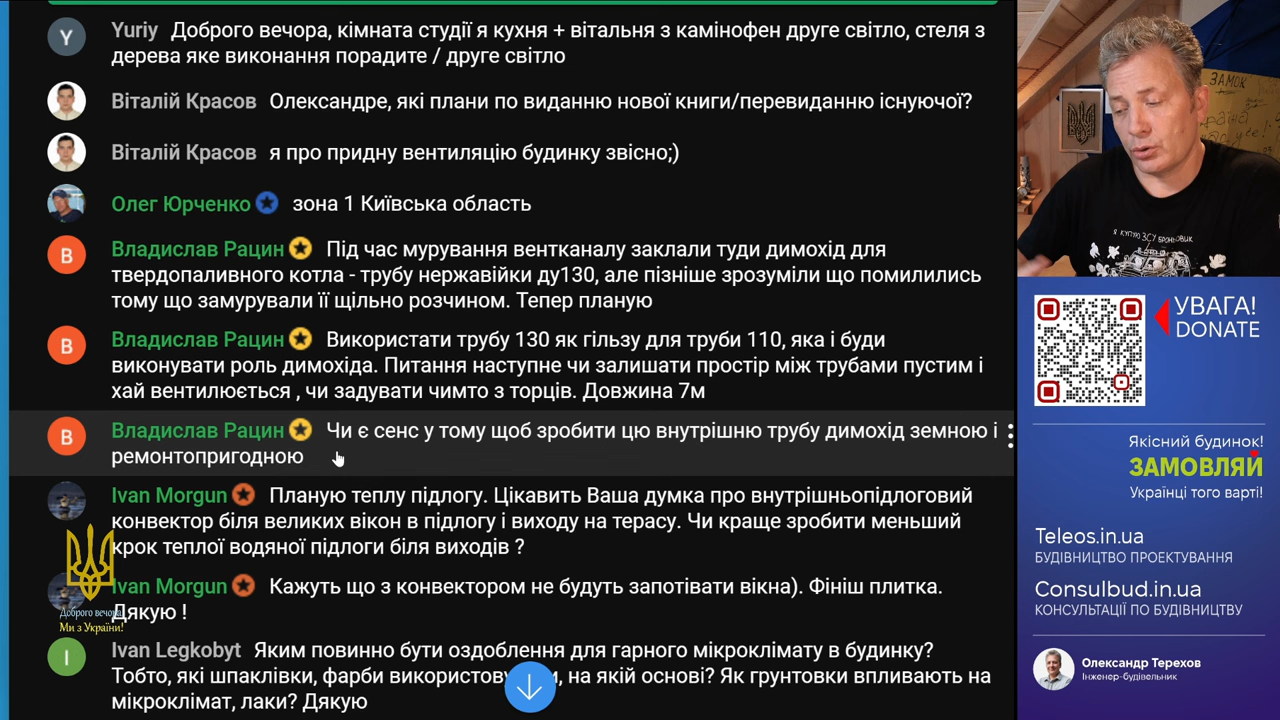 Yuriy Доброго вечора, кімната студії я кухня + вітальня з камінофен друге світло, стеля з
дерева яке виконання порадите / друге світло
Віталій Красов Олександре, які плани по виданню нової книги/перевиданню існуючої?
Віталій Красов я про придну вентиляцію будинку звісно;)
Олег Юрченко зона 1 Київська область
В
Владислав Рацин Під час мурування вентканалу заклали туди димохід для
твердопаливного котла - трубу нержавійки ду130, але пізніше зрозуміли що помилились
тому що замурували її щільно розчином. Тепер планую
В
Владислав Рацин Використати трубу 130 як гільзу для труби 110, яка і буди
виконувати роль димохіда. Питання наступне чи залишати простір між трубами пустим і
хай вентилюється , чи задувати чимто з торців. Довжина 7м
В
Владислав Рацин Чи є сенс у тому щоб зробити цю внутрішню трубу димохід земною і
ремонтопригодною
Ivan Morgun Планую теплу підлогу. Цікавить Ваша думка про внутрішньопідлоговий
конвектор біля великих вікон в підлогу і виходу на терасу. Чи краще зробити меньший
крок теплої водяної підлоги біля виходів ?
Ivan Morgun Кажуть що з конвектором не будуть запотівати вікна). Фініш плитка.
Дякую !
Доброго вечора
Ми з України!
I
Ivan Legkobyt Яким повинно бути оздоблення для гарного мікроклімату в будинку?
Тобто, які шпаклівки, фарби на якій основі? Як грунтовки впливають на
мікроклімат, лаки? Дякую
Y
ЗАМОК
Я КУПУЮ ЗСУ БРОНЬОВИК
УВАГА!
DONATE
Якісний будинок!
ЗАМОВЛЯЙ
Українці того варті!
Teleos.in.ua
БУДІВНИЦТВО ПРОЕКТУВАННЯ
Consulbud.in.ua
КОНСУЛЬТАЦІЇ ПО БУДІВНИЦТВУ
Олександр Терехов
Інженер-будівельник